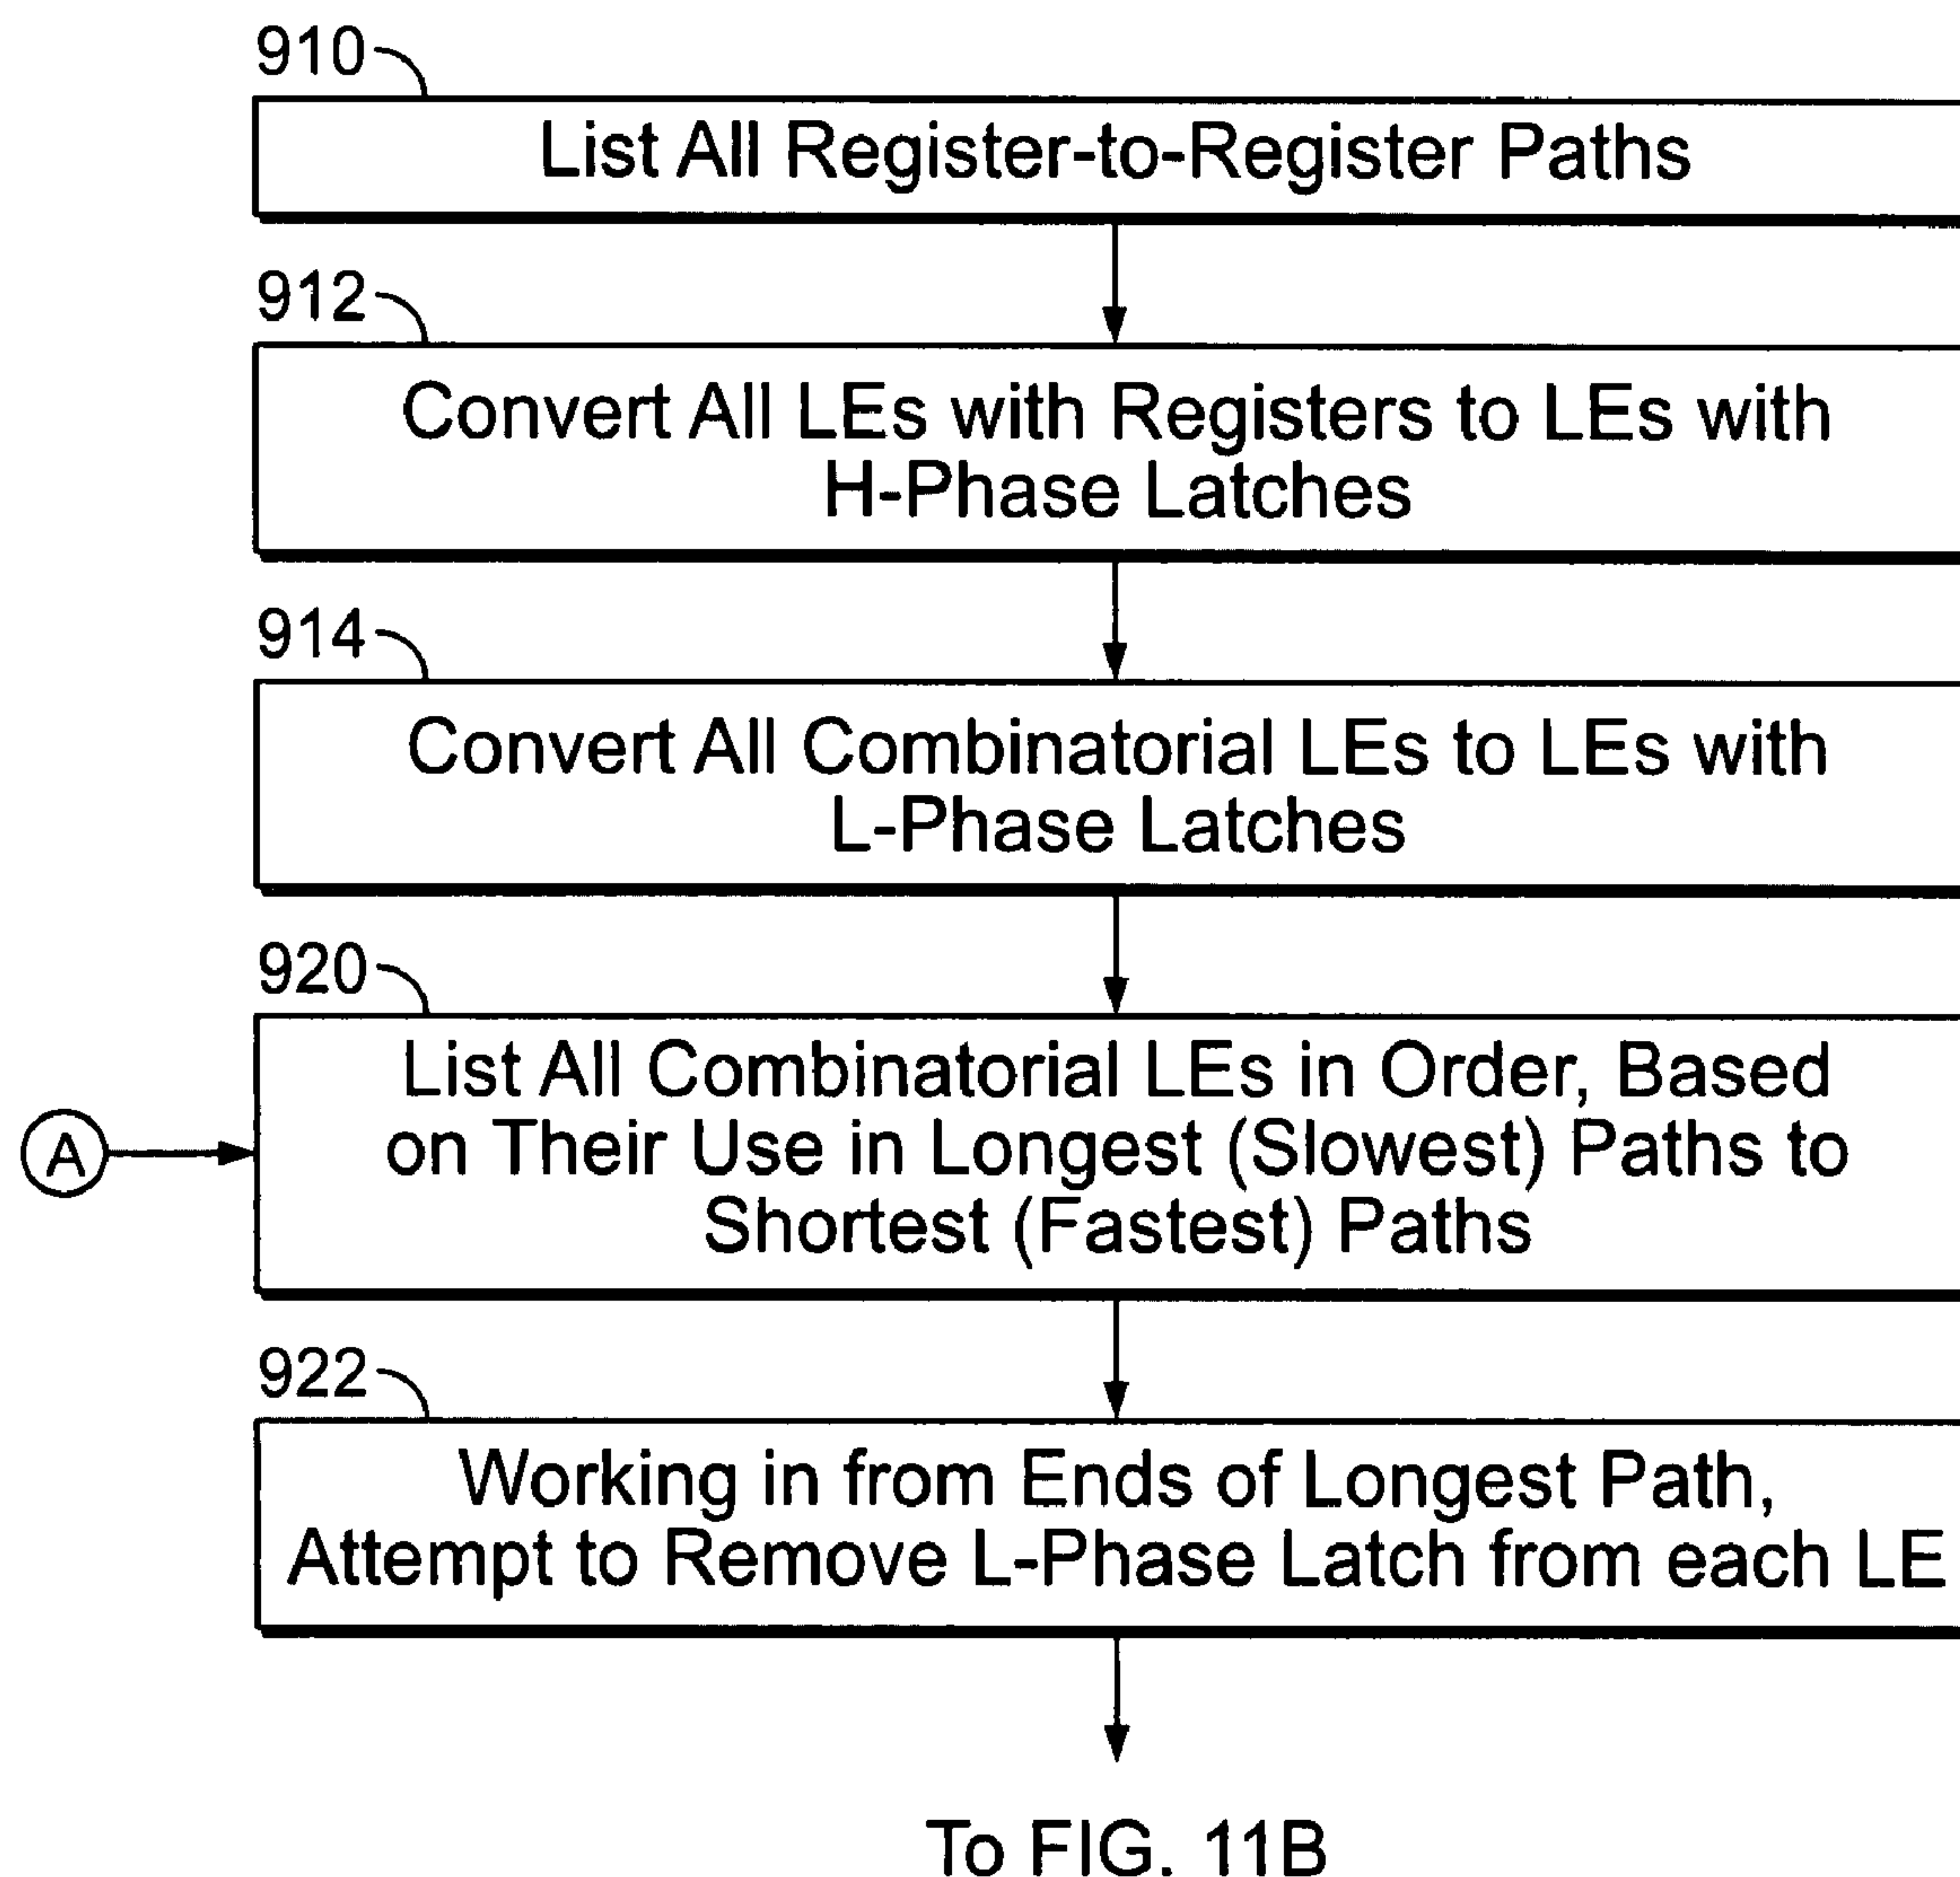 910
List All Register-to-Register Paths
912
Convert All LEs with Registers to LEs with
H-Phase Latches
914
Convert All Combinatorial LEs to LEs with
L-Phase Latches
920
List All Combinatorial LEs in Order, Based
on Their Use in Longest (Slowest) Paths to
Shortest (Fastest) Paths
A
922
Working in from Ends of Longest Path,
Attempt to Remove L-Phase Latch from each LE
To FIG. 11B